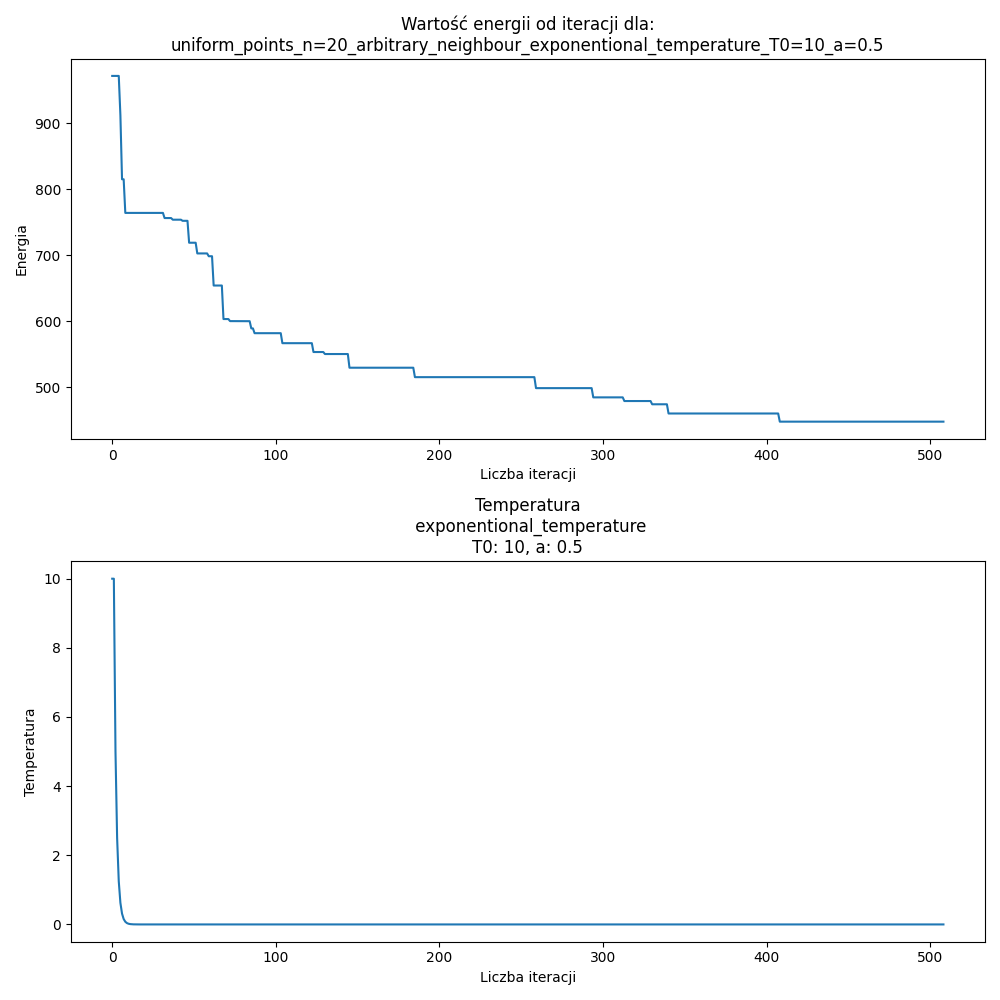 Wartość energii od iteracji dla:
uniform_points_n=20_arbitrary_neighbour_exponentional_temperature_T0=10_a=0.5
900
800
700
600
500
Energia
0 100 200 300 400 500
Liczba iteracji
Temperatura
exponentional_temperature
T0: 10, a: 0.5
10
8
6
4
2
0
Temperatura
0 100 200 300 400 500
Liczba iteracji